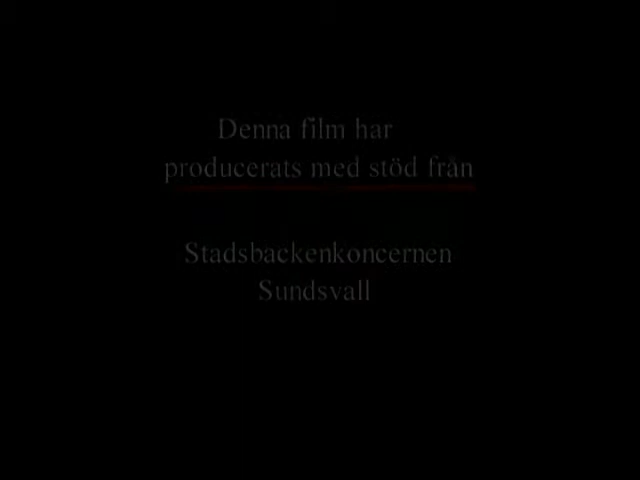 Denna film har
producerats med stöd från
Stadsbackenkoncernen
Sundsvall